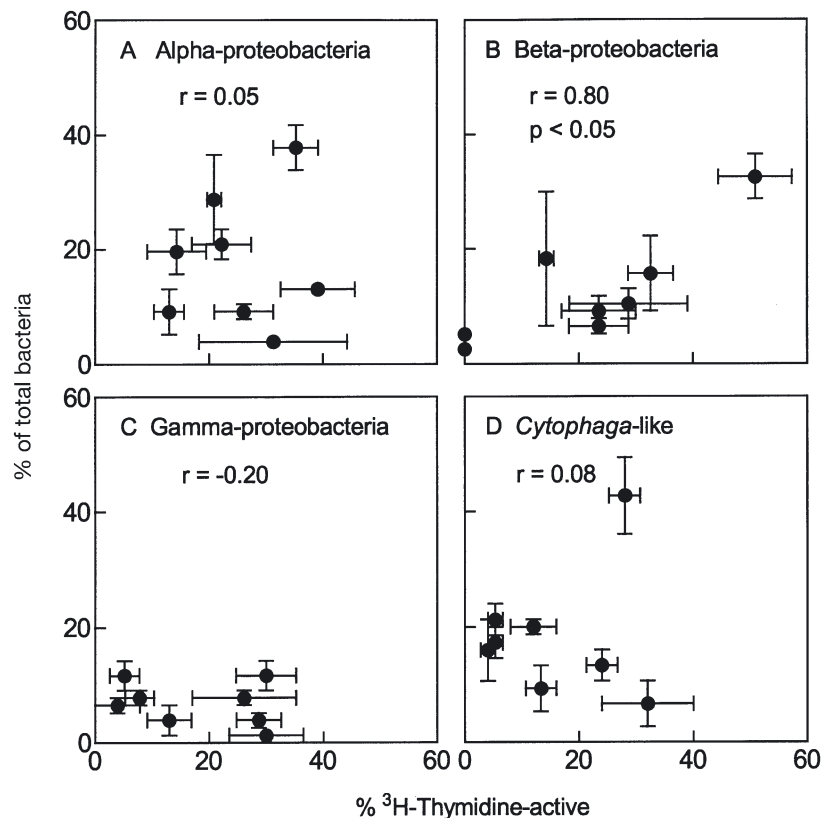 60
A Alpha-proteobacteria
r = 0.05
40
20
0
B Beta-proteobacteria
r = 0.80
p < 0.05
% of total bacteria
60
C Gamma-proteobacteria
r = -0.20
40
20
0
0 20 40 60
D Cytophaga-like
r = 0.08
0 20 40 60
% ³H-Thymidine-active